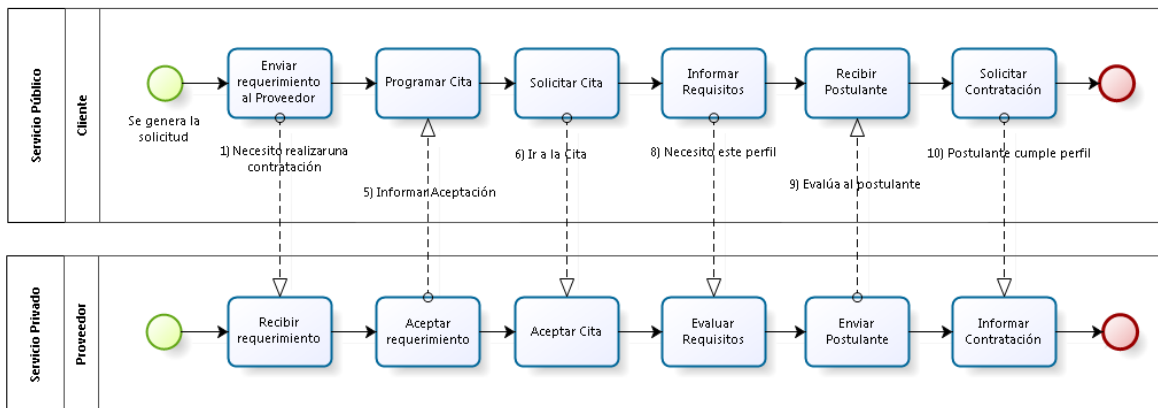 Servicio Público
Cliente
Se genera la
solicitud
Enviar
requerimiento
al Proveedor
Programar Cita
Solicitar Cita
Informar
Requisitos
Recibir
Postulante
Solicitar
Contratación
1) Necesito realizaruna
contratación
5) InformarAceptación
6) Ir a la Cita
8) Necesito este perfil
9) Evalúa al postulante
10) Postulante cumple perfil
Servicio Privado
Proveedor
Recibir
requerimiento
Aceptar
requerimiento
Aceptar Cita
Evaluar
Requisitos
Enviar
Postulante
Informar
Contratación